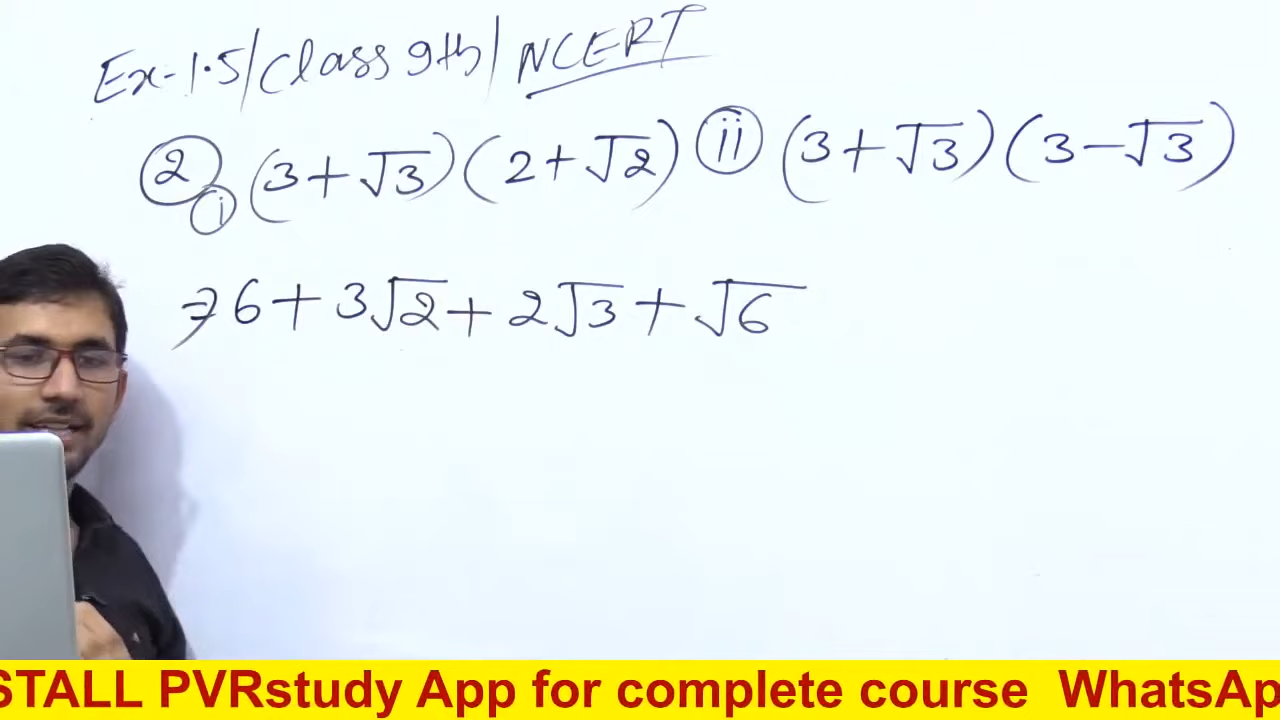 Ex-1.5/Class 9th/NCERT
② ⓘ (3+√3)(2+√2) ⓘⓘ (3+√3)(3-√3)
⇒ 6+3√2+2√3+√6
STALL PVRstudy App for complete course WhatsAp